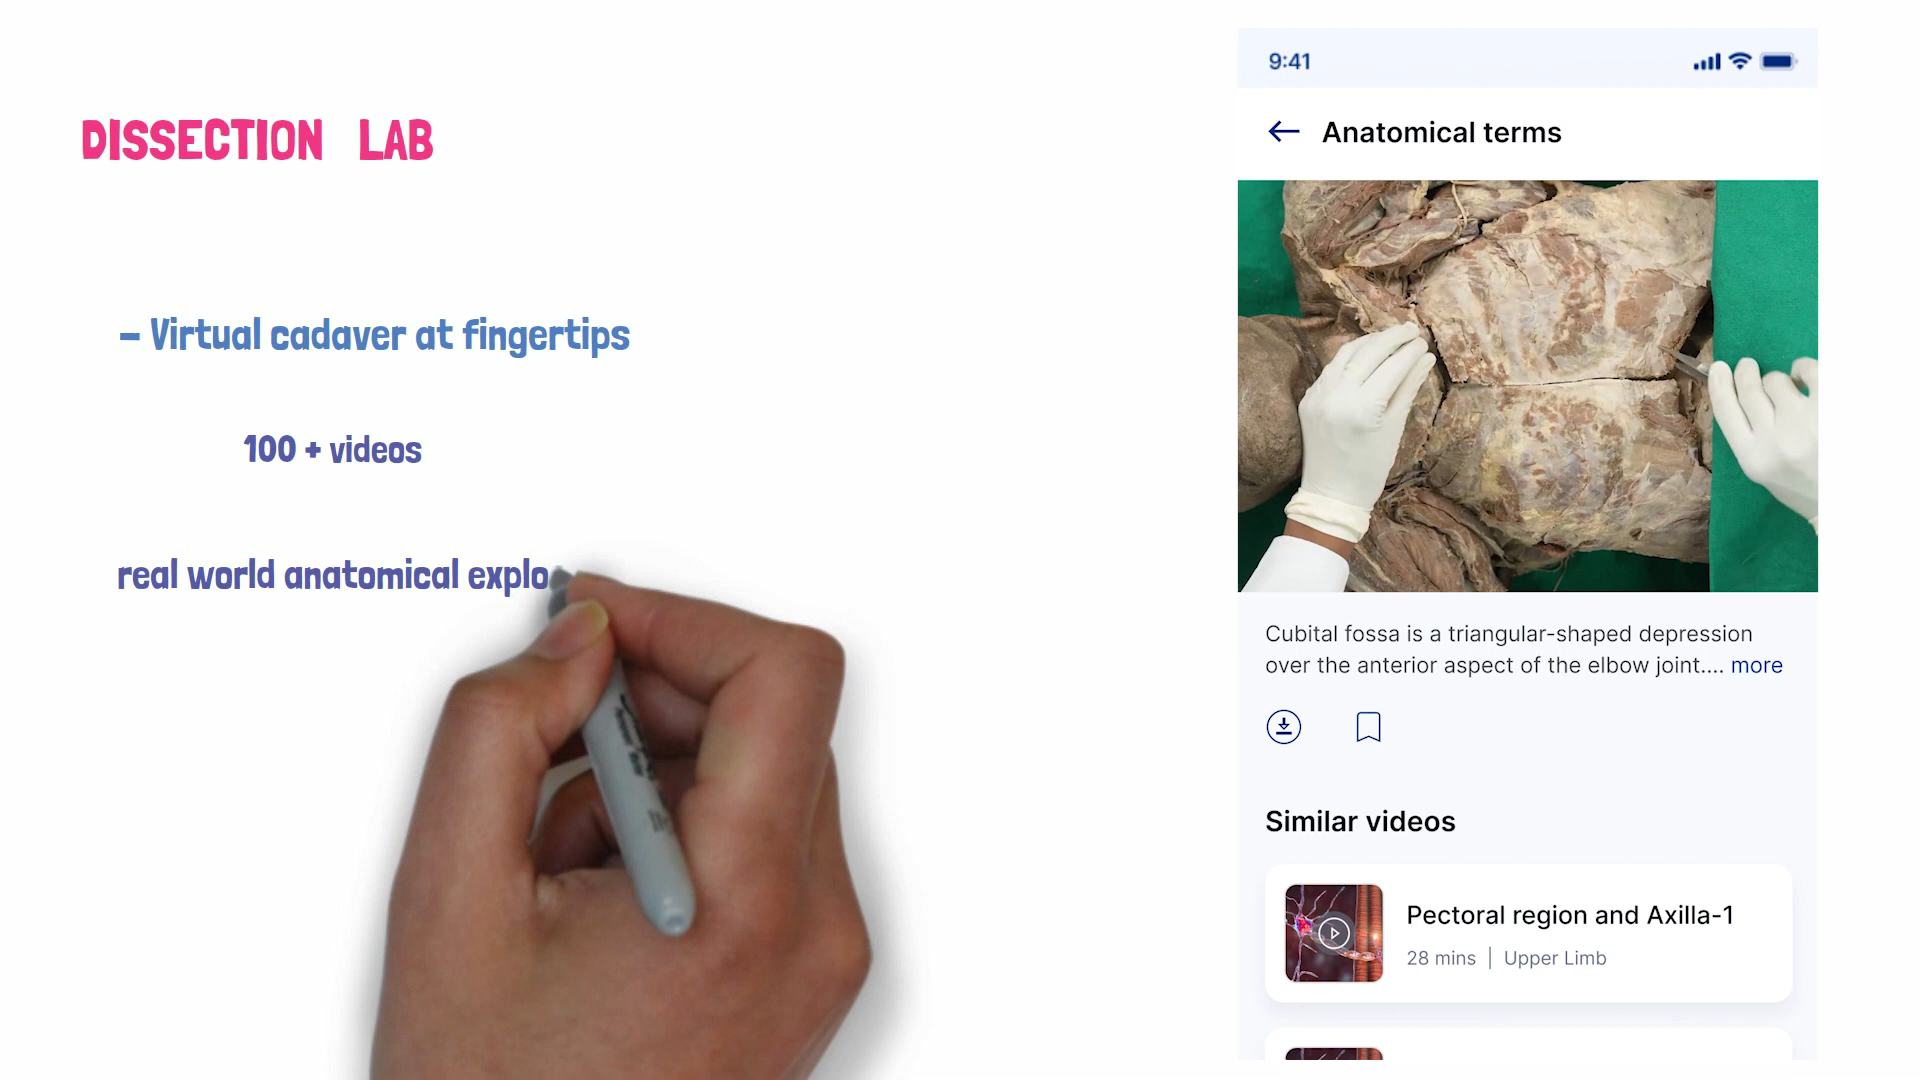 DISSECTION LAB
– Virtual cadaver at fingertips
100 + videos
real world anatomical explo
9:41
Anatomical terms
Cubital fossa is a triangular-shaped depression
over the anterior aspect of the elbow joint.... more
Similar videos
Pectoral region and Axilla-1
28 mins | Upper Limb